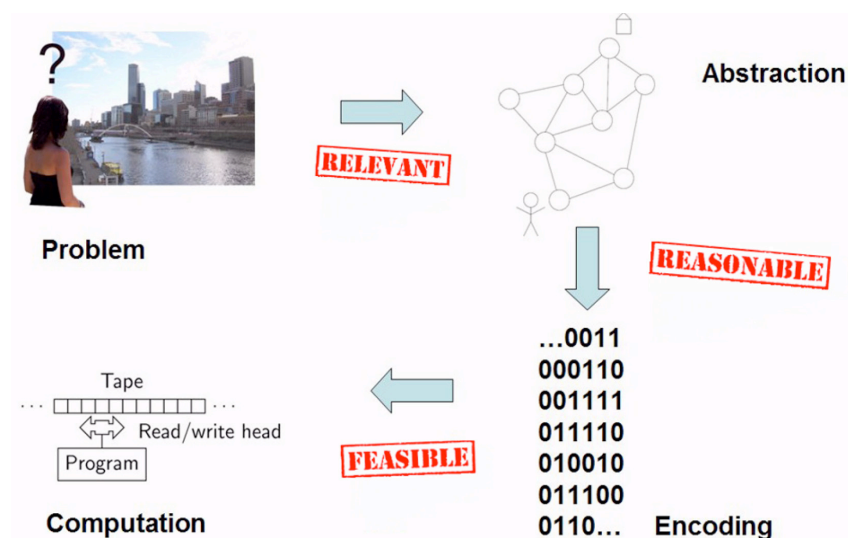 ?
Problem
RELEVANT
Abstraction
REASONABLE
...0011
000110
001111
011110
010010
011100
0110...
Encoding
FEASIBLE
Tape
... ...
Read/write head
Program
Computation